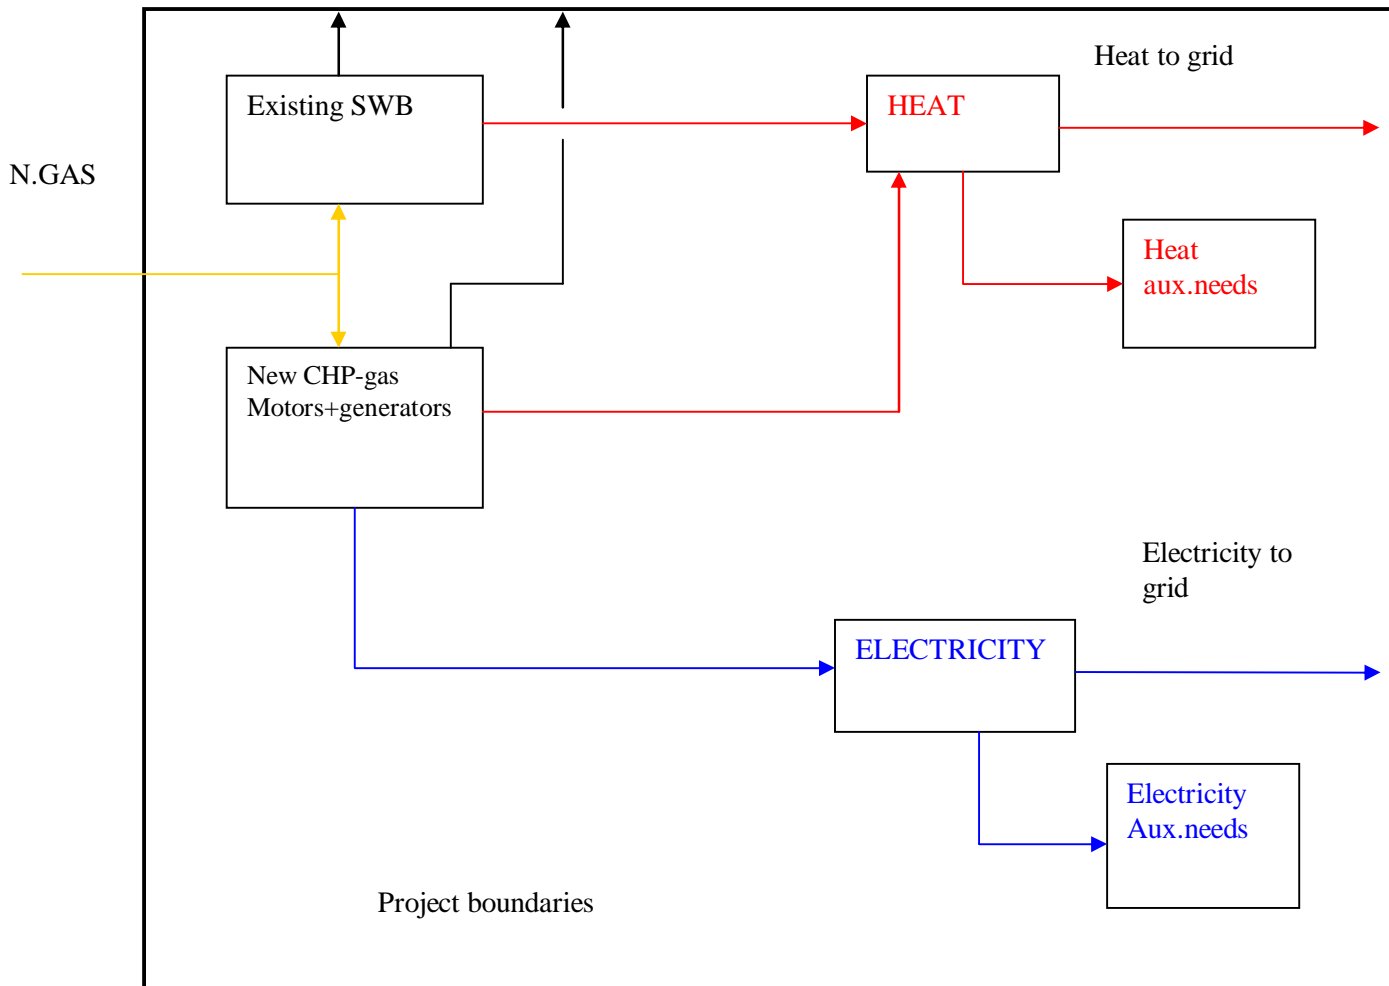 Heat to grid
Existing SWB
HEAT
N.GAS
Heat
aux.needs
New CHP-gas
Motors+generators
Electricity to
grid
ELECTRICITY
Electricity
Aux.needs
Project boundaries